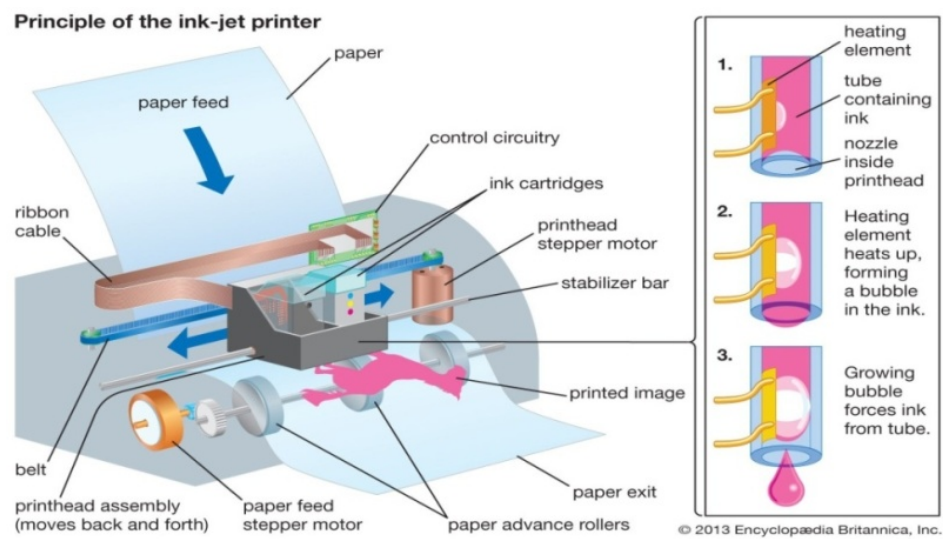 Principle of the ink-jet printer
paper
paper feed
control circuitry
ink cartridges
ribbon
cable
printhead
stepper motor
stabilizer bar
printed image
belt
printhead assembly
(moves back and forth)
paper feed
stepper motor
paper advance rollers
paper exit
1.
heating
element
tube
containing
ink
nozzle
inside
printhead
2.
Heating
element
heats up,
forming
a bubble
in the ink.
3.
Growing
bubble
forces ink
from tube.
© 2013 Encyclopædia Britannica, Inc.